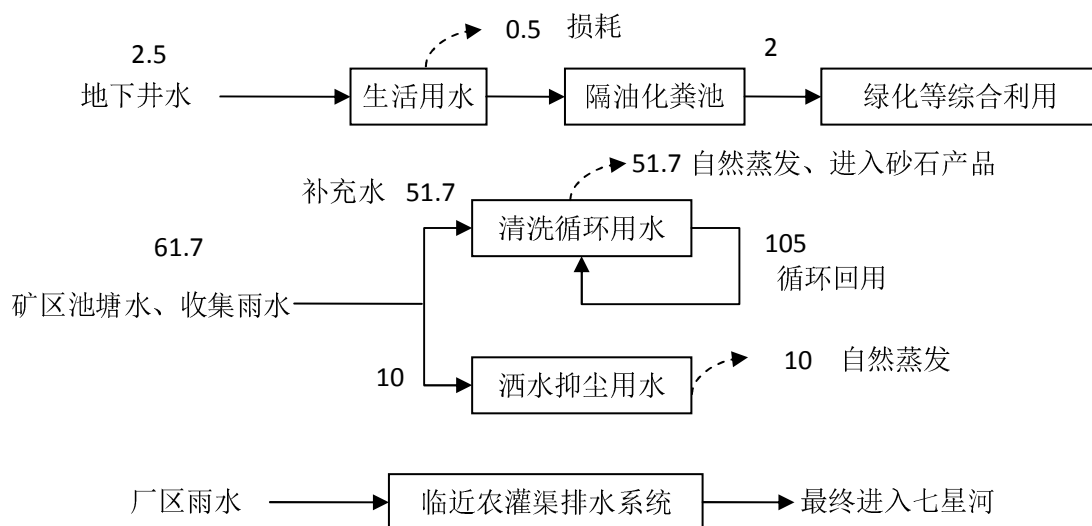 2.5
地下井水
0.5 损耗
生活用水
隔油化粪池
2
绿化等综合利用
51.7 自然蒸发、进入砂石产品
补充水 51.7
清洗循环用水
105
循环回用
61.7
矿区池塘水、收集雨水
10
洒水抑尘用水
10 自然蒸发
厂区雨水
临近农灌渠排水系统
最终进入七星河